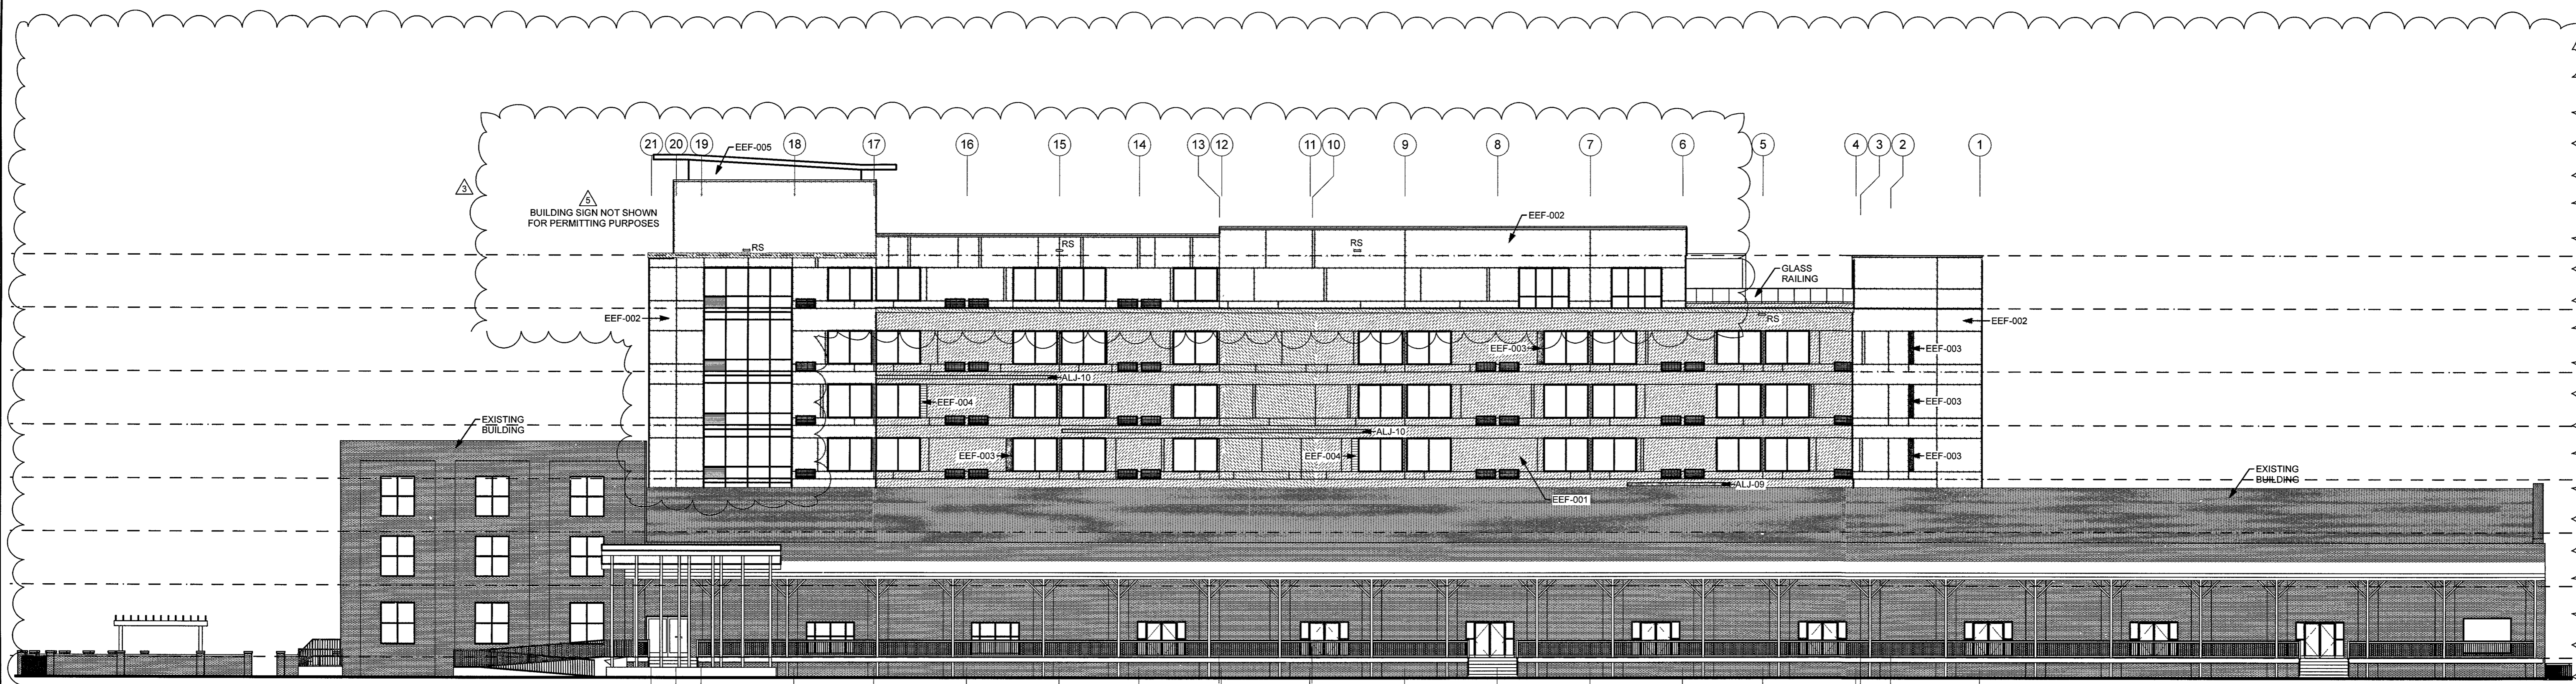 21 20 19 18 17 16 15 14 13 12 11 10 9 8 7 6 5 4 3 2 1
EEF-005
3
5
BUILDING SIGN NOT SHOWN
FOR PERMITTING PURPOSES
EEF-002
RS
RS
RS
GLASS
RAILING
EEF-002
RS
EEF-002
EEF-003
EEF-003
ALJ-10
EEF-004
EEF-003
EXISTING
BUILDING
ALJ-10
EEF-003
EEF-004
EEF-003
EXISTING
BUILDING
ALJ-09
EEF-001